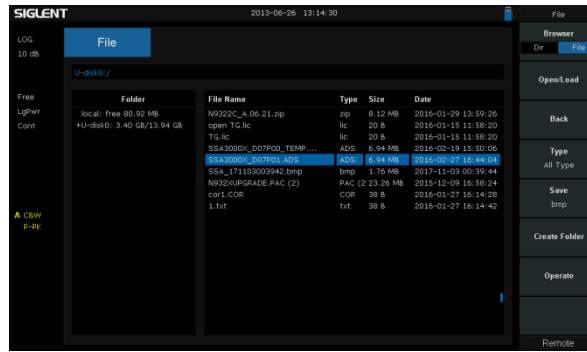 SIGLENT 2013-06-26 13:14:30 File
LOG
10 dB
File
Browser
Dir File
U-disk0:/
Open/Load
Free
LgPwr
Cont
Folder
local: free 80.92 MB
+U-disk0: 3.40 GB/13.94 GB
File Name Type Size Date
N9322C_A.06.21.zip zip 8.12 MB 2016-01-29 13:59:26
open TG.lic lic 20 B 2016-01-15 11:58:20
TG.lic lic 20 B 2016-01-15 11:58:20
SSA3000X_D07P00_TEMP.... ADS 6.94 MB 2016-02-19 15:50:06
SSA3000X_D07P01.ADS ADS 6.94 MB 2016-02-27 16:44:04
SSA_171103003942.bmp bmp 1.76 MB 2017-11-03 00:39:44
N932XUPGRADE.PAC (2) PAC (2 23.26 MB 2015-12-09 16:58:24
cor1.COR COR 38 B 2016-01-27 16:14:28
1.txt txt 38 B 2016-01-27 16:14:42
Back
Type
All Type
Save
bmp
A C&W
P-PK
Create Folder
Operate
Remote